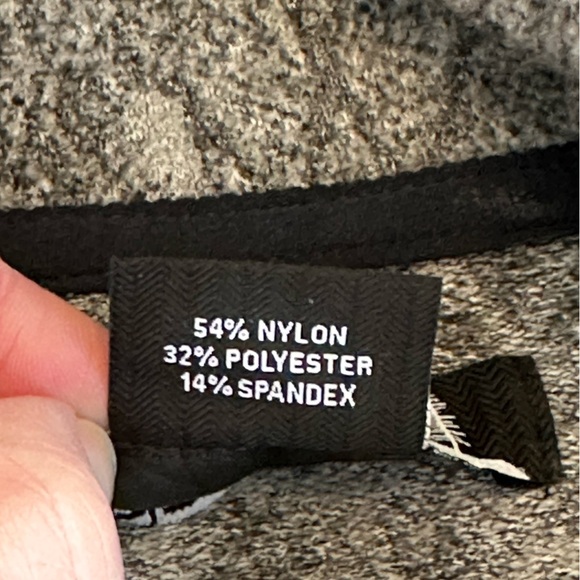 54% NYLON
32% POLYESTER
14% SPANDEX